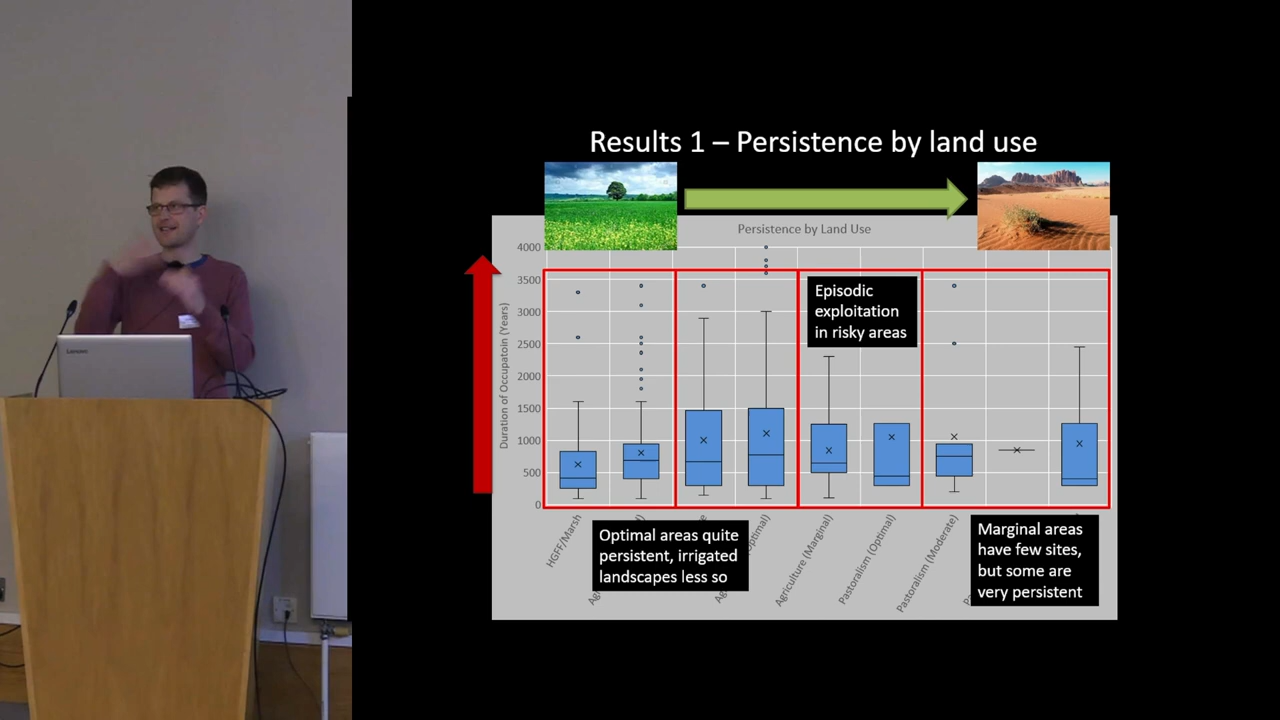 Results 1 – Persistence by land use
Persistence by Land Use
4000
3500
3000
2500
2000
1500
1000
500
0
Duration of Occupatoin (Years)
Episodic
exploitation
in risky areas
HGFF/Marsh
Agriculture (Marginal)
Pastoralism (Optimal)
Pastoralism (Moderate)
Optimal areas quite
persistent, irrigated
landscapes less so
Marginal areas
have few sites,
but some are
very persistent
Lenovo